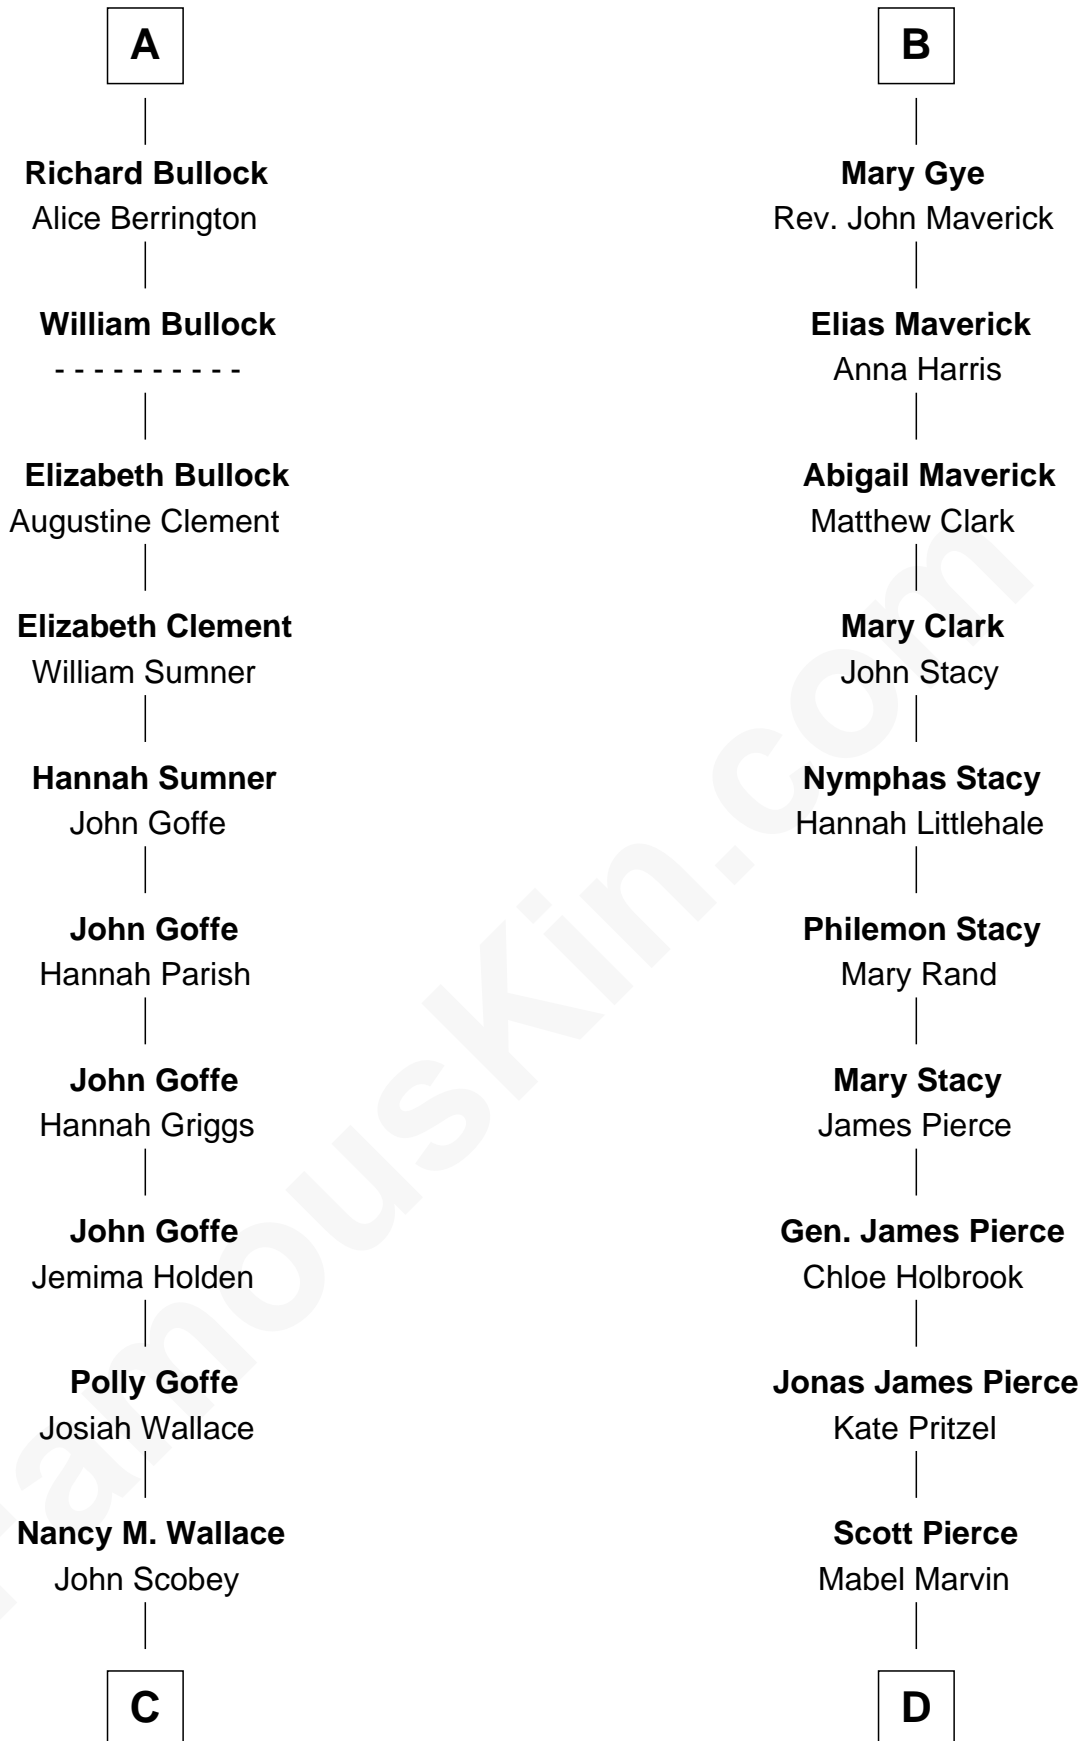 A
Richard Bullock
Alice Berrington
William Bullock
- - - - - - - - - -
Elizabeth Bullock
Augustine Clement
Elizabeth Clement
William Sumner
Hannah Sumner
John Goffe
John Goffe
Hannah Parish
John Goffe
Hannah Griggs
John Goffe
Jemima Holden
Polly Goffe
Josiah Wallace
Nancy M. Wallace
John Scobey
C
B
Mary Gye
Rev. John Maverick
Elias Maverick
Anna Harris
Abigail Maverick
Matthew Clark
Mary Clark
John Stacy
Nymphas Stacy
Hannah Littlehale
Philemon Stacy
Mary Rand
Mary Stacy
James Pierce
Gen. James Pierce
Chloe Holbrook
Jonas James Pierce
Kate Pritzel
Scott Pierce
Mabel Marvin
D
FamousKin.com